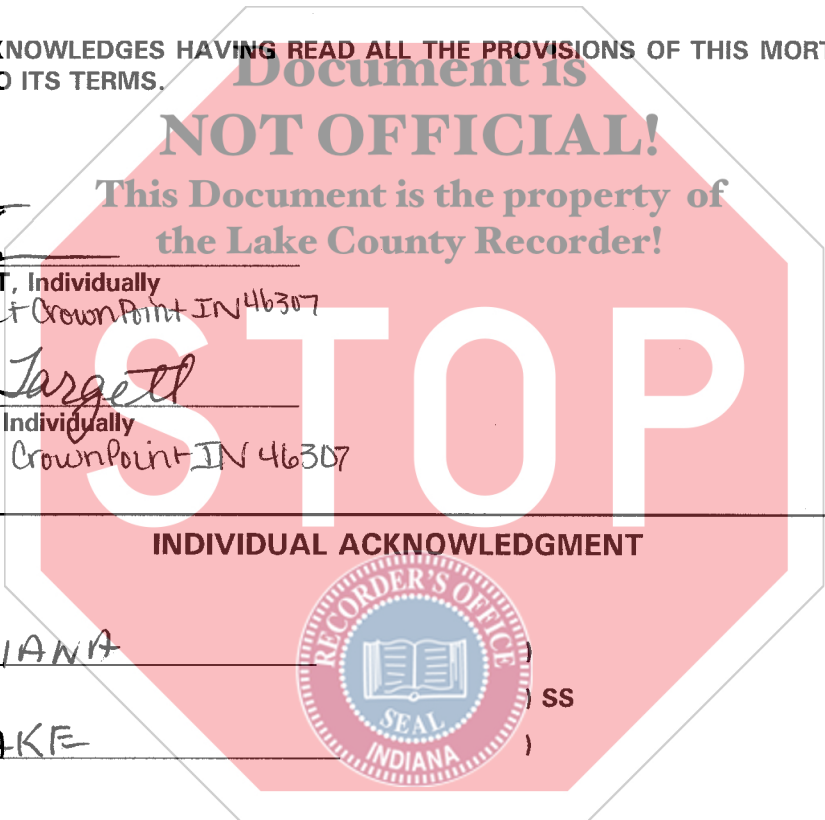 KNOWLEDGES HAVING READ ALL THE PROVISIONS OF THIS MORT
O ITS TERMS.
Document is
NOT OFFICIAL!
This Document is the property of
the Lake County Recorder!
T, Individually
Crown Point IN 46307
Targett
Individually
Crown Point IN 46307
STOP
INDIVIDUAL ACKNOWLEDGMENT
RECORDER'S OFFICE
SEAL
INDIANA
IANA )
) SS
AKE )